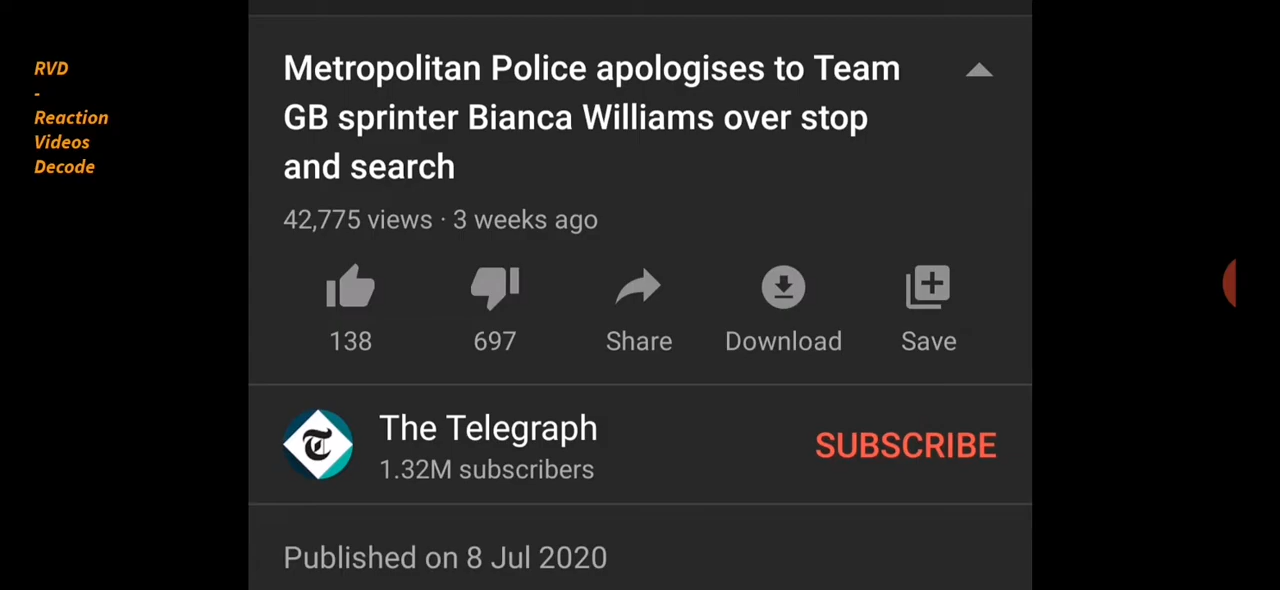 RVD
-
Reaction
Videos
Decode
Metropolitan Police apologises to Team
GB sprinter Bianca Williams over stop
and search
42,775 views · 3 weeks ago
138
697
Share
Download
Save
The Telegraph
1.32M subscribers
SUBSCRIBE
Published on 8 Jul 2020